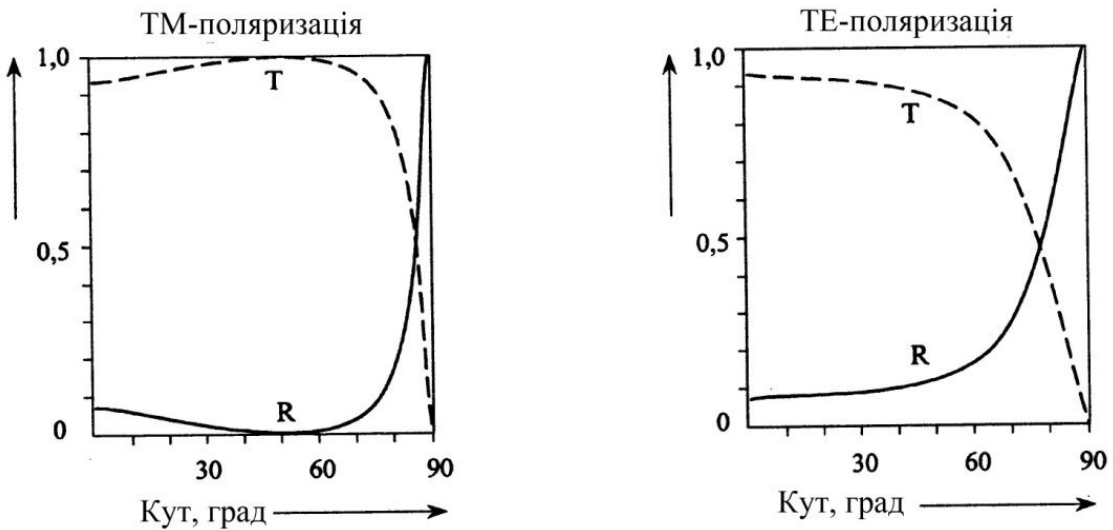 ТМ-поляризація
1,0
T
0,5
R
0
30
60
90
Кут, град
ТЕ-поляризація
1,0
T
0,5
R
0
30
60
90
Кут, град